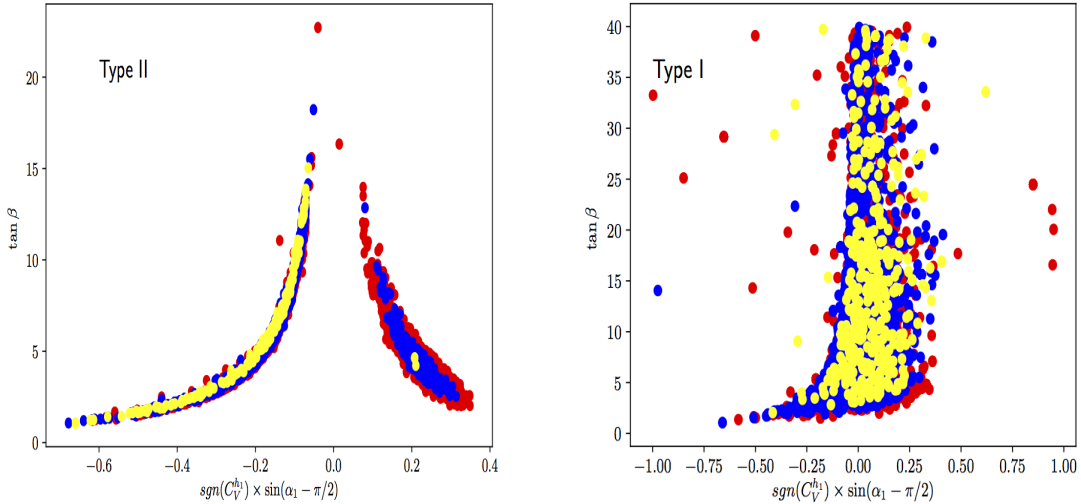 Type II
tan β
20
15
10
5
0
−0.6 −0.4 −0.2 0.0 0.2 0.4
sgn(C_V^{h_1}) × sin(α_1 − π/2)
Type I
tan β
40
35
30
25
20
15
10
5
0
−1.00 −0.75 −0.50 −0.25 0.00 0.25 0.50 0.75 1.00
sgn(C_V^{h_1}) × sin(α_1 − π/2)